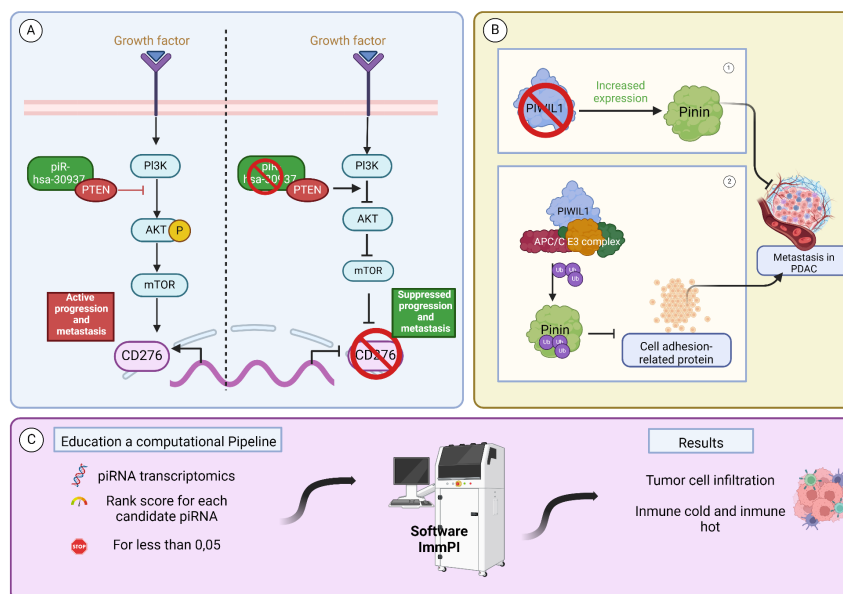 A
Growth factor
Growth factor
piR-
hsa-30937
PTEN
PI3K
AKT
P
mTOR
Active
progression
and
metastasis
CD276
piR-
hsa-30937
PTEN
PI3K
AKT
mTOR
Suppressed
progression
and
metastasis
CD276
B
1
PIWIL1
Increased
expression
Pinin
2
PIWIL1
APC/C E3 complex
Ub
Ub
Ub
Pinin
Ub
Ub
Ub
Cell adhesion-
related protein
Metastasis in
PDAC
C
Education a computational Pipeline
piRNA transcriptomics
Rank score for each
candidate piRNA
STOP
For less than 0,05
Software
ImmPI
Results
Tumor cell infiltration
Inmune cold and inmune
hot